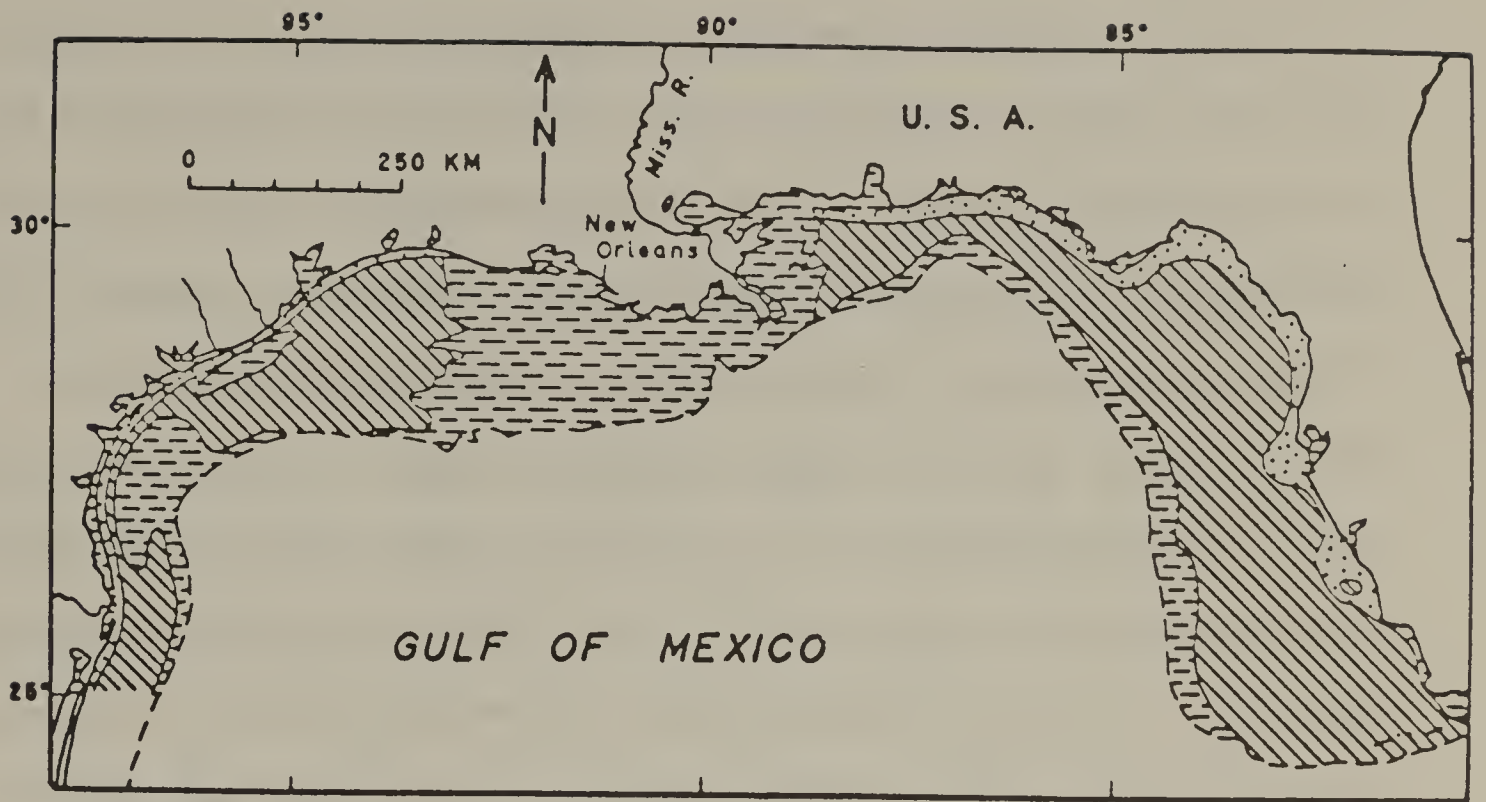 95°
90°
85°
N
Miss. R.
U. S. A.
0 250 KM
30°
New
Orleans
GULF OF MEXICO
25°